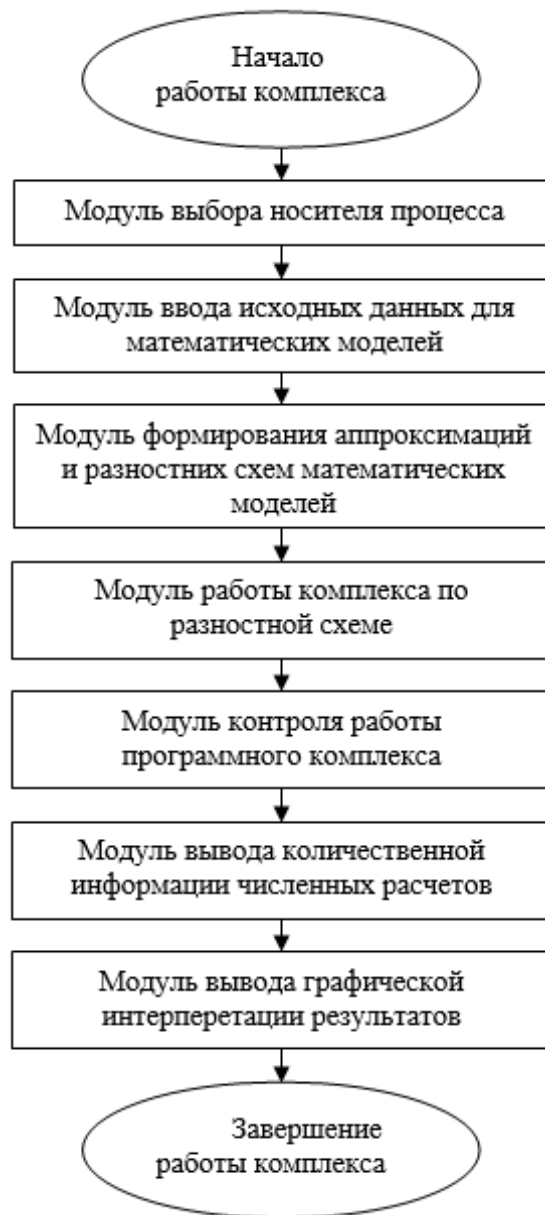 Начало
работы комплекса
Модуль выбора носителя процесса
Модуль ввода исходных данных для
математических моделей
Модуль формирования аппроксимаций
и разностних схем математических
моделей
Модуль работы комплекса по
разностной схеме
Модуль контроля работы
программного комплекса
Модуль вывода количественной
информации численных расчетов
Модуль вывода графической
интерперетации результатов
Завершение
работы комплекса